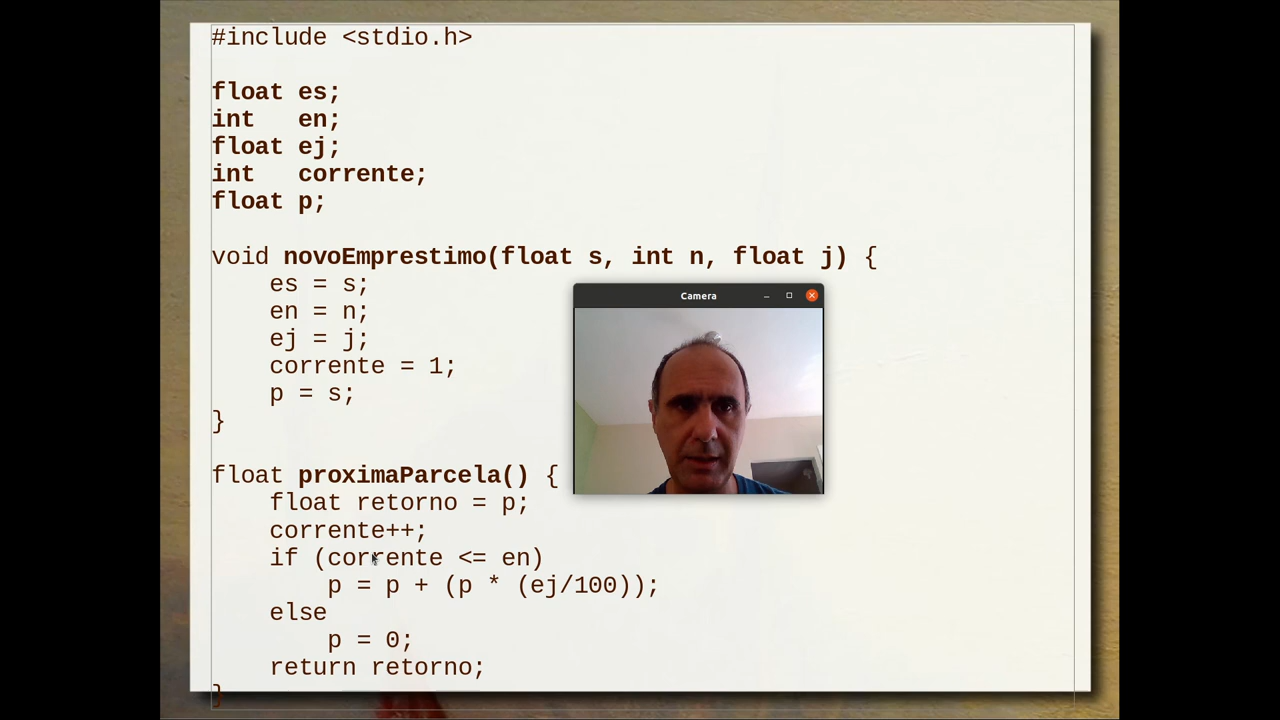 #include <stdio.h>
float es;
int   en;
float ej;
int   corrente;
float p;
void novoEmprestimo(float s, int n, float j) {
    es = s;
    en = n;
    ej = j;
    corrente = 1;
    p = s;
}
Camera
float proximaParcela() {
    float retorno = p;
    corrente++;
    if (corrente <= en)
        p = p + (p * (ej/100));
    else
        p = 0;
    return retorno;
}